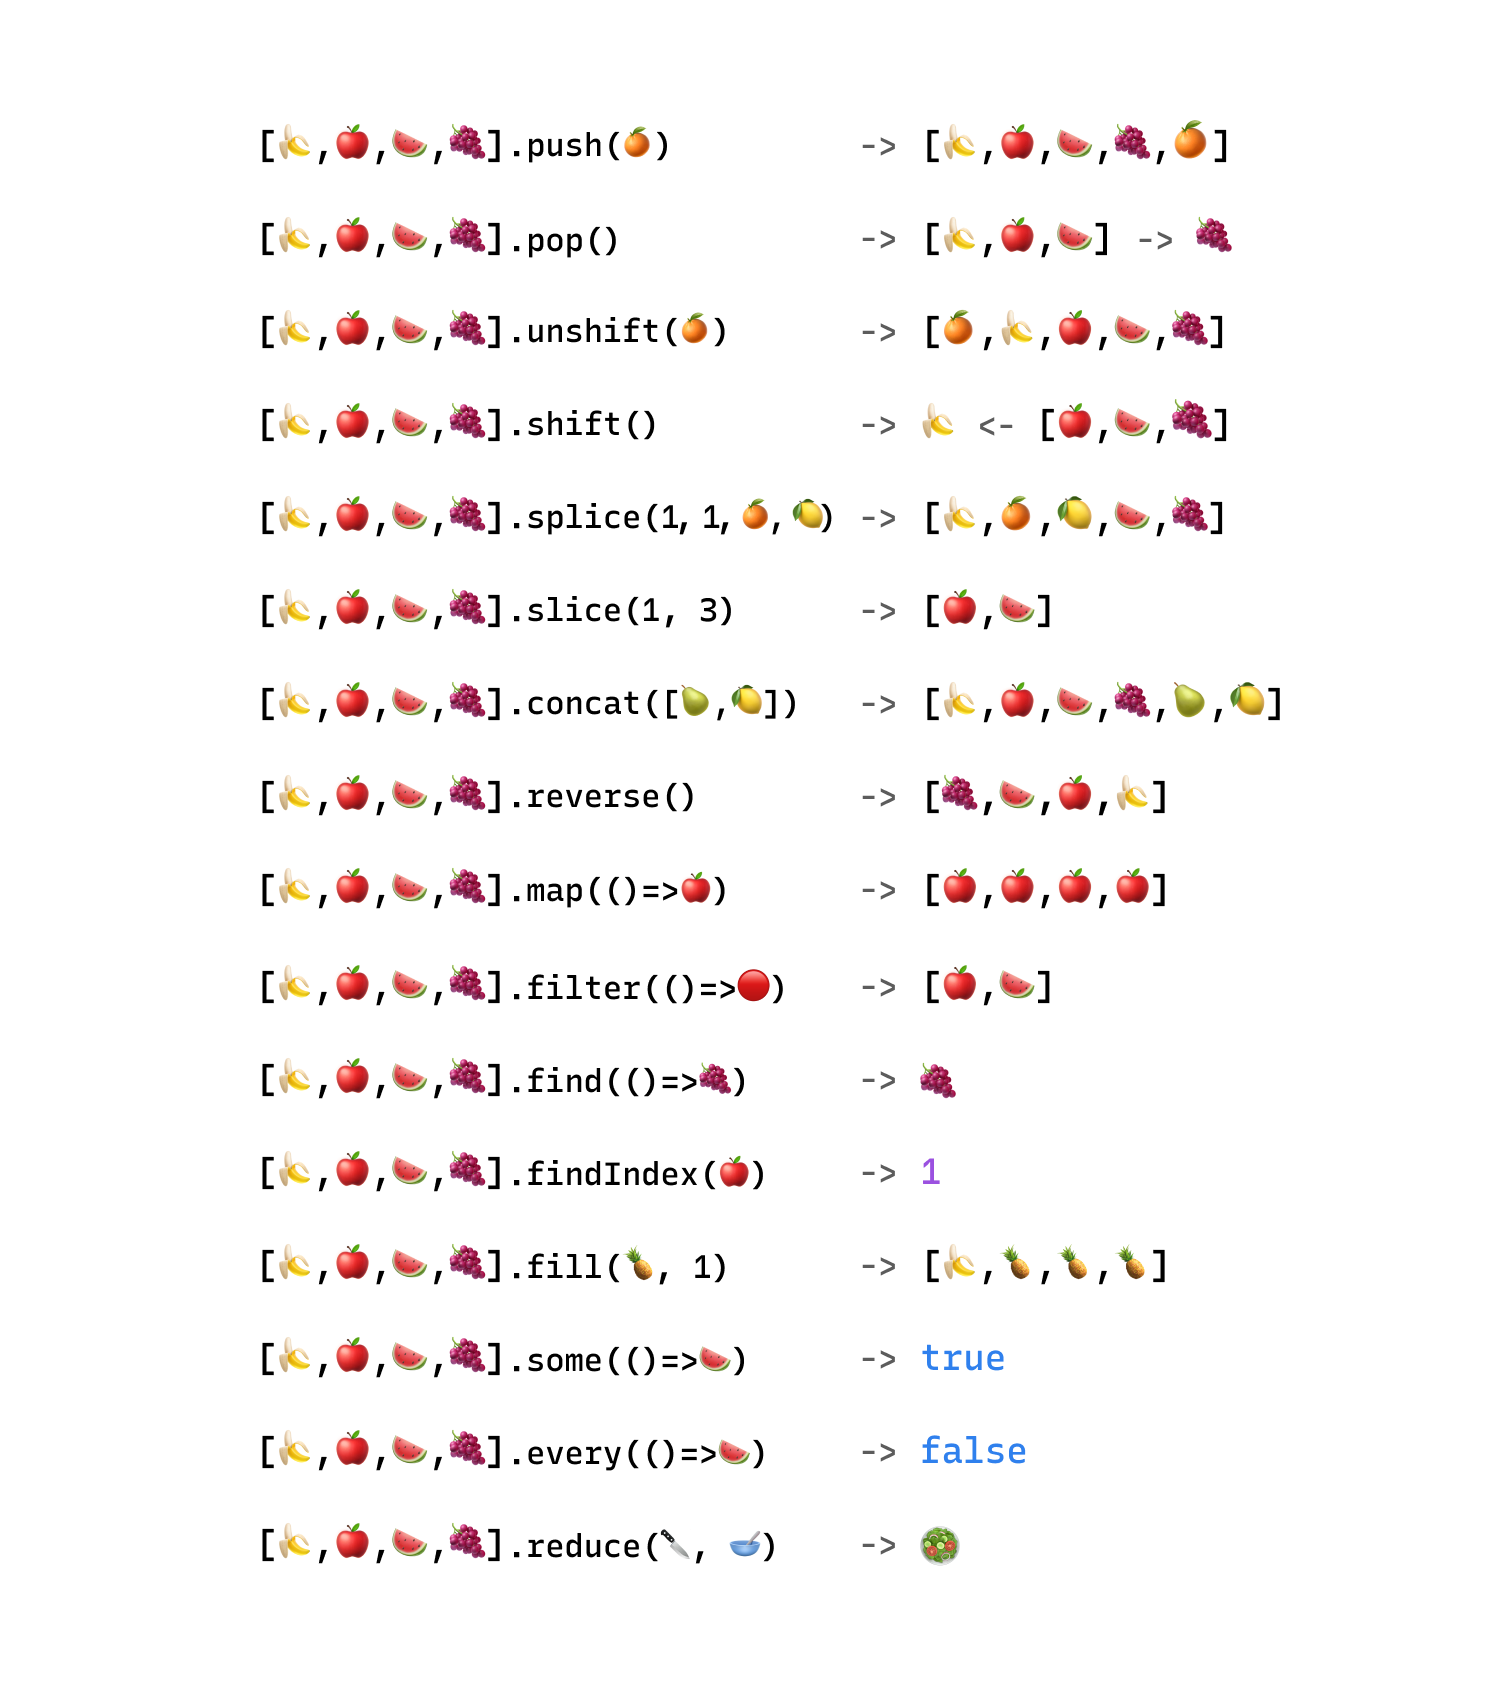 [🍌,🍎,🍉,🍇].push(🍊) -> [🍌,🍎,🍉,🍇,🍊]
[🍌,🍎,🍉,🍇].pop() -> [🍌,🍎,🍉] -> 🍇
[🍌,🍎,🍉,🍇].unshift(🍊) -> [🍊,🍌,🍎,🍉,🍇]
[🍌,🍎,🍉,🍇].shift() -> 🍌 <- [🍎,🍉,🍇]
[🍌,🍎,🍉,🍇].splice(1, 1, 🍊, 🍋) -> [🍌,🍊,🍋,🍉,🍇]
[🍌,🍎,🍉,🍇].slice(1, 3) -> [🍎,🍉]
[🍌,🍎,🍉,🍇].concat([🍐,🍋]) -> [🍌,🍎,🍉,🍇,🍐,🍋]
[🍌,🍎,🍉,🍇].reverse() -> [🍇,🍉,🍎,🍌]
[🍌,🍎,🍉,🍇].map(()=>🍎) -> [🍎,🍎,🍎,🍎]
[🍌,🍎,🍉,🍇].filter(()=>🔴) -> [🍎,🍉]
[🍌,🍎,🍉,🍇].find(()=>🍇) -> 🍇
[🍌,🍎,🍉,🍇].findIndex(🍎) -> 1
[🍌,🍎,🍉,🍇].fill(🍍, 1) -> [🍌,🍍,🍍,🍍]
[🍌,🍎,🍉,🍇].some(()=>🍉) -> true
[🍌,🍎,🍉,🍇].every(()=>🍉) -> false
[🍌,🍎,🍉,🍇].reduce(🔪, 🥣) -> 🥗